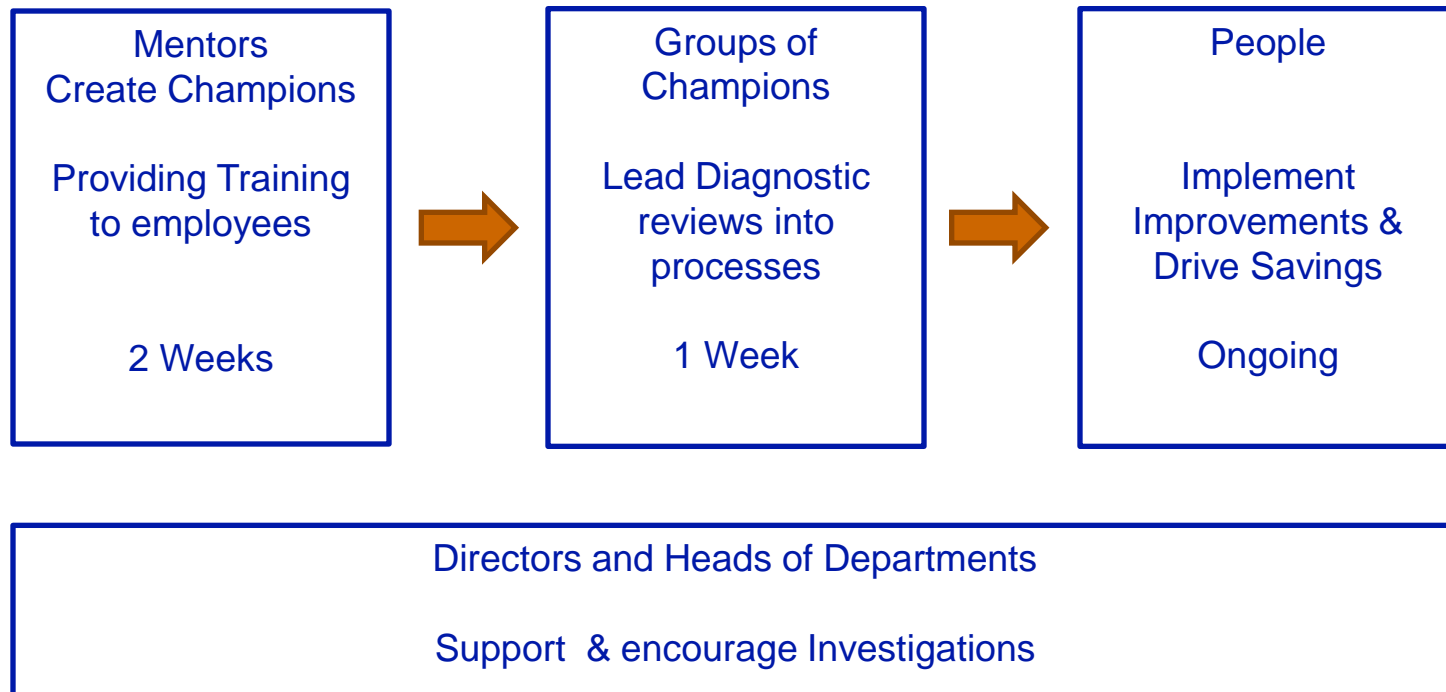 Mentors
Create Champions
Providing Training
to employees
2 Weeks
Groups of
Champions
Lead Diagnostic
reviews into
processes
1 Week
People
Implement
Improvements &
Drive Savings
Ongoing
Directors and Heads of Departments
Support & encourage Investigations